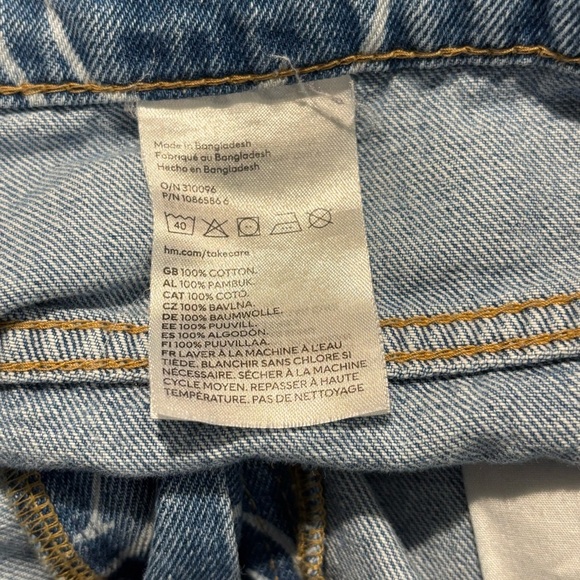 Made in Bangladesh
Fabriqué au Bangladesh
Hecho en Bangladesh
O/N 310096
P/N 1086586 6
40
hm.com/takecare
GB 100% COTTON.
AL 100% PAMBUK.
CAT 100% COTÓ.
CZ 100% BAVLNA.
DE 100% BAUMWOLLE.
EE 100% PUUVILL.
ES 100% ALGODÓN.
FI 100% PUUVILLAA.
FR LAVER À LA MACHINE À L'EAU
TIÈDE. BLANCHIR SANS CHLORE SI
NÉCESSAIRE. SÉCHER À LA MACHINE
CYCLE MOYEN. REPASSER À HAUTE
TEMPÉRATURE. PAS DE NETTOYAGE